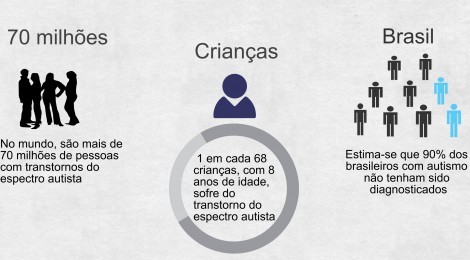 70 milhões
No mundo, são mais de
70 milhões de pessoas
com transtornos do
espectro autista
Crianças
1 em cada 68
crianças, com 8
anos de idade,
sofre do
transtorno do
espectro autista
Brasil
Estima-se que 90% dos
brasileiros com autismo
não tenham sido
diagnosticados